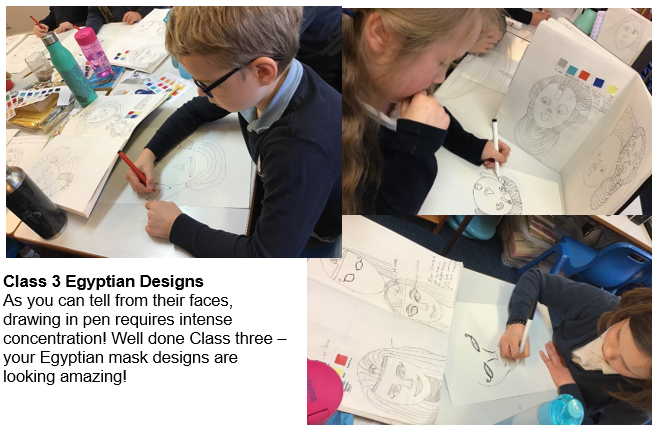 Class 3 Egyptian Designs
As you can tell from their faces,
drawing in pen requires intense
concentration! Well done Class three –
your Egyptian mask designs are
looking amazing!